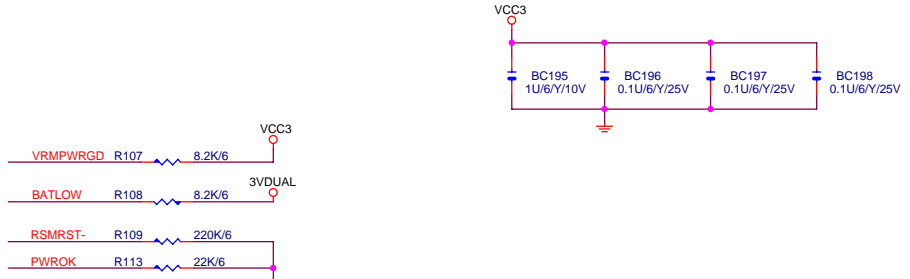 VCC3
BC195
1U/6/Y/10V
BC196
0.1U/6/Y/25V
BC197
0.1U/6/Y/25V
BC198
0.1U/6/Y/25V
VCC3
VRMPWRGD R107 8.2K/6
3VDUAL
BATLOW R108 8.2K/6
RSMRST- R109 220K/6
PWROK R113 22K/6